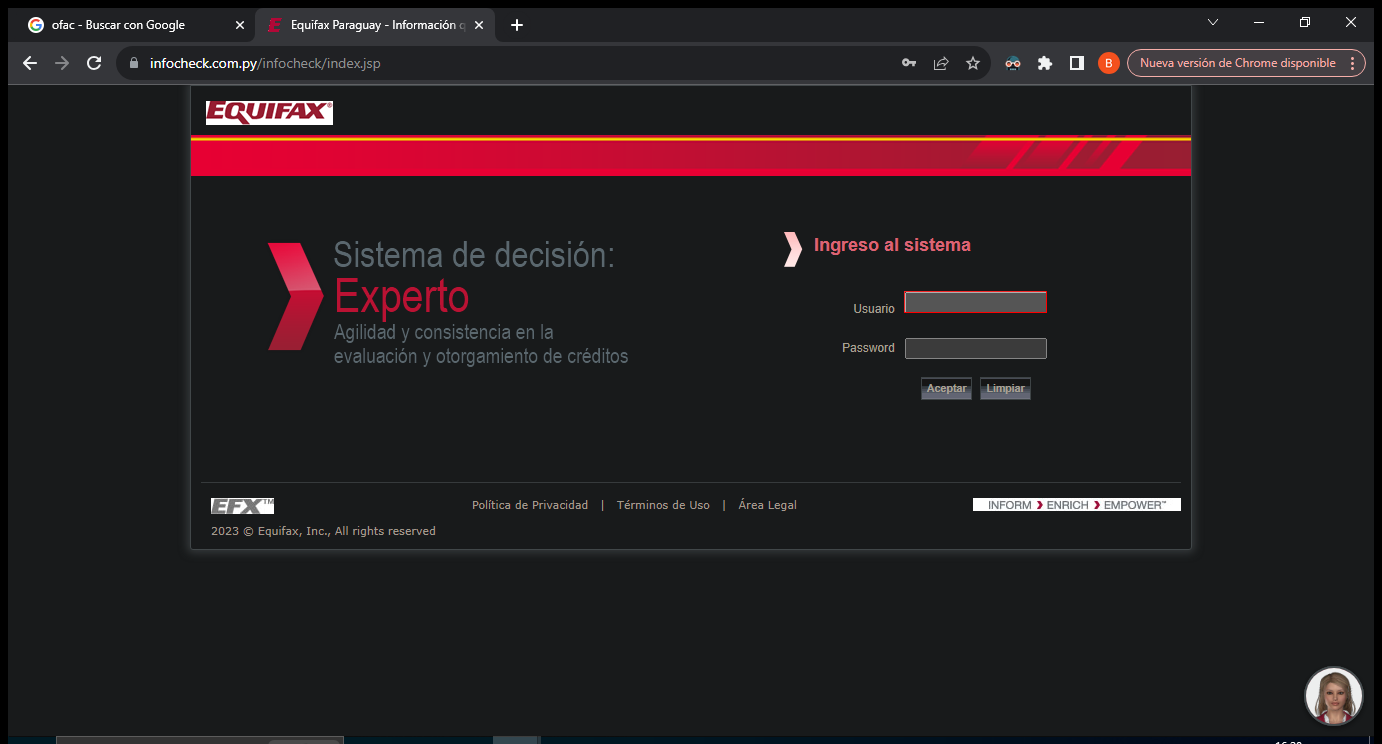 ofac - Buscar con Google
Equifax Paraguay - Información q
infocheck.com.py/infocheck/index.jsp
B
Nueva versión de Chrome disponible
EQUIFAX®
Sistema de decisión:
Experto
Agilidad y consistencia en la
evaluación y otorgamiento de créditos
Ingreso al sistema
Usuario
Password
Aceptar Limpiar
EFX™
Política de Privacidad | Términos de Uso | Área Legal
INFORM ❯ ENRICH ❯ EMPOWER™
2023 © Equifax, Inc., All rights reserved